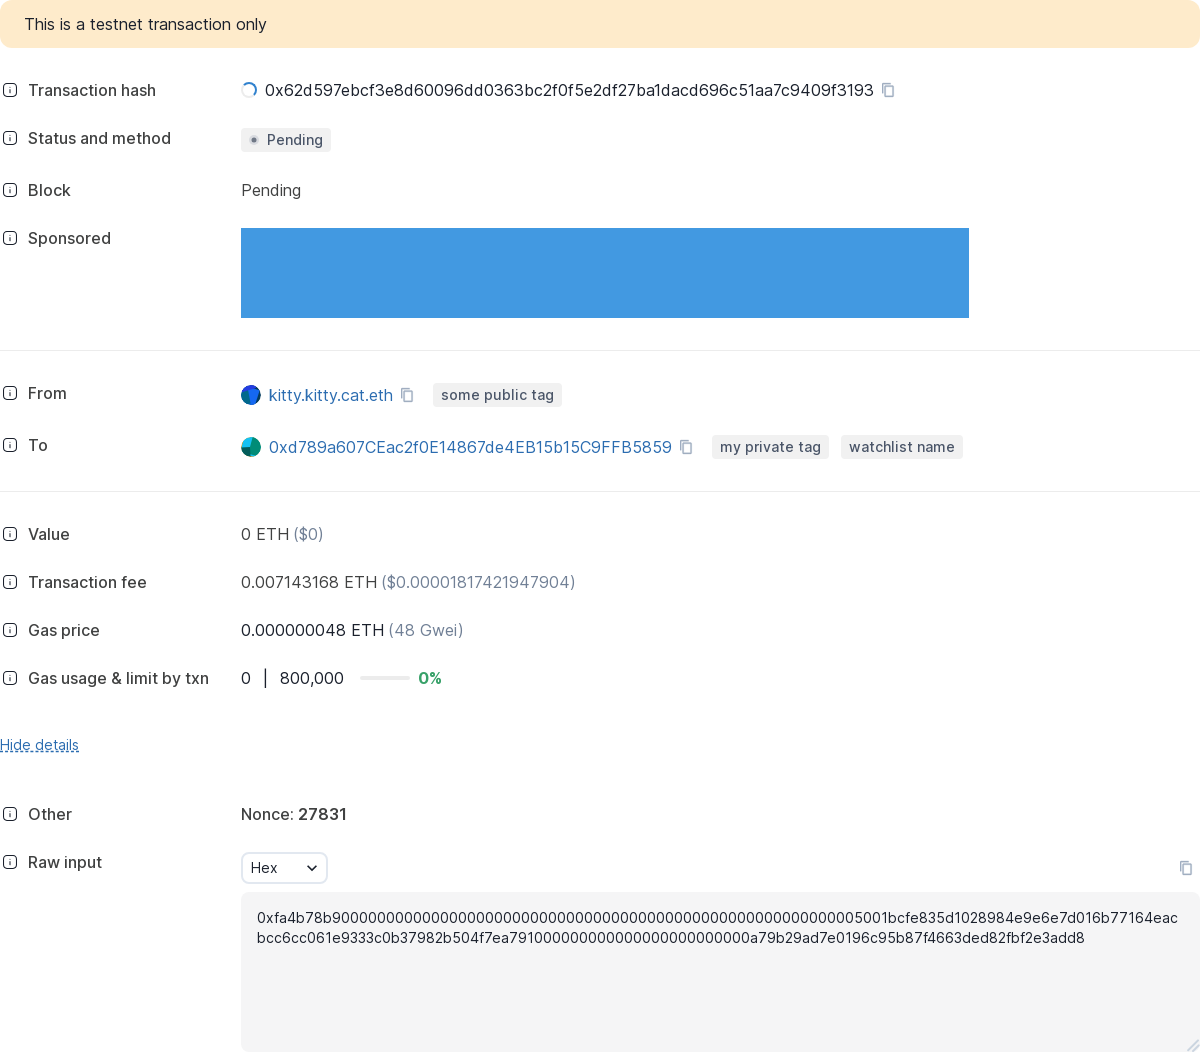 This is a testnet transaction only
Transaction hash 0x62d597ebcf3e8d60096dd0363bc2f0f5e2df27ba1dacd696c51aa7c9409f3193
Status and method Pending
Block Pending
Sponsored
From kitty.kitty.cat.eth some public tag
To 0xd789a607CEac2f0E14867de4EB15b15C9FFB5859 my private tag watchlist name
Value 0 ETH ($0)
Transaction fee 0.007143168 ETH ($0.00001817421947904)
Gas price 0.000000048 ETH (48 Gwei)
Gas usage & limit by txn 0 | 800,000 0%
Hide details
Other Nonce: 27831
Raw input Hex
0xfa4b78b90000000000000000000000000000000000000000000000000000000005001bcfe835d1028984e9e6e7d016b77164eac
bcc6cc061e9333c0b37982b504f7ea791000000000000000000000000a79b29ad7e0196c95b87f4663ded82fbf2e3add8